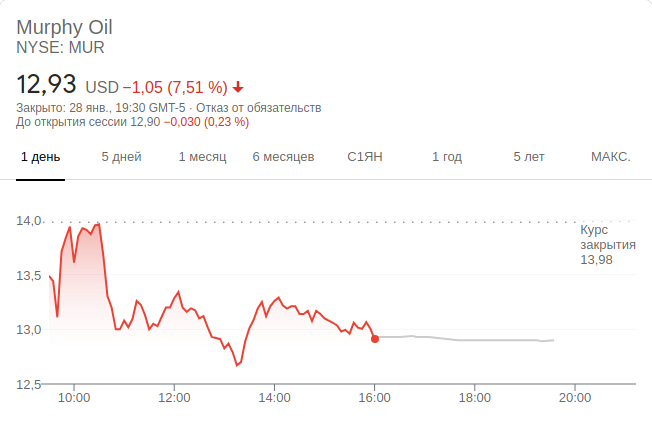 Murphy Oil
NYSE: MUR
12,93 USD −1,05 (7,51 %)
Закрыто: 28 янв., 19:30 GMT-5 · Отказ от обязательств
До открытия сессии 12,90 −0,030 (0,23 %)
1 день 5 дней 1 месяц 6 месяцев С1ЯН 1 год 5 лет МАКС.
14,0
Курс
закрытия
13,98
13,5
13,0
12,5
10:00 12:00 14:00 16:00 18:00 20:00